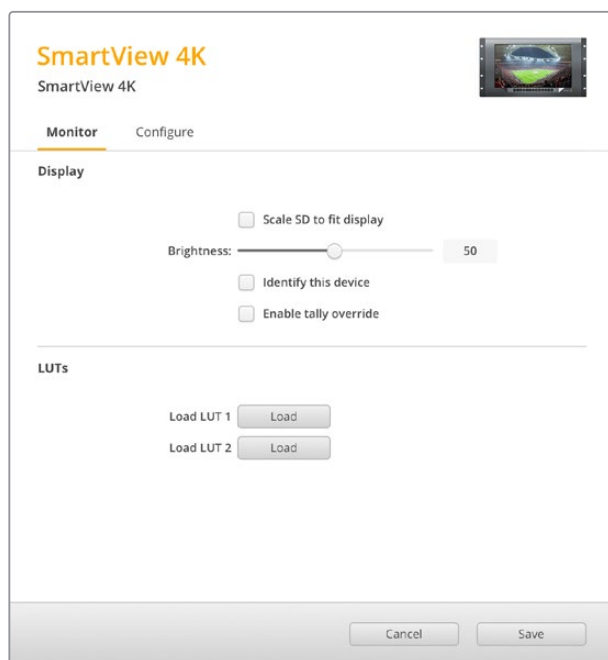 SmartView 4K
SmartView 4K
Monitor Configure
Display
Scale SD to fit display
Brightness: 50
Identify this device
Enable tally override
LUTs
Load LUT 1 Load
Load LUT 2 Load
Cancel Save